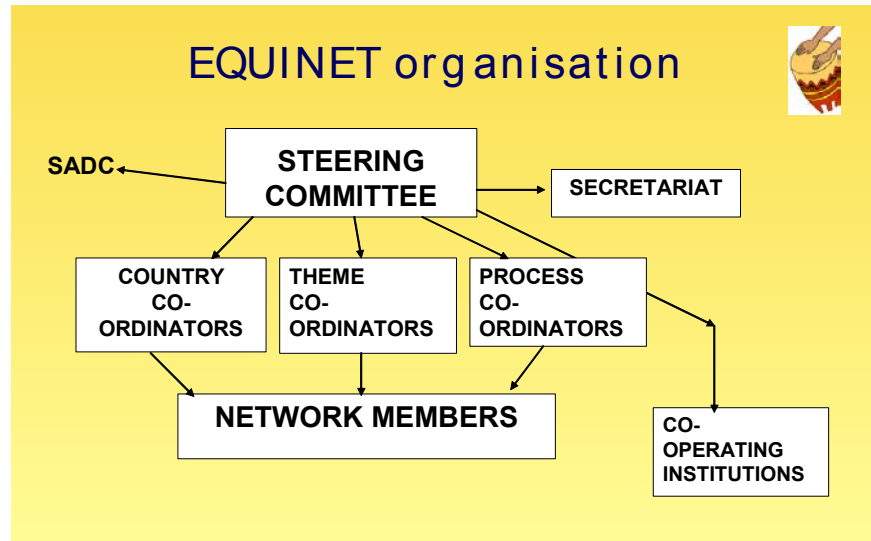 EQUINET organisation
SADC
STEERING
COMMITTEE
SECRETARIAT
COUNTRY
CO-
ORDINATORS
THEME
CO-
ORDINATORS
PROCESS
CO-
ORDINATORS
NETWORK MEMBERS
CO-
OPERATING
INSTITUTIONS